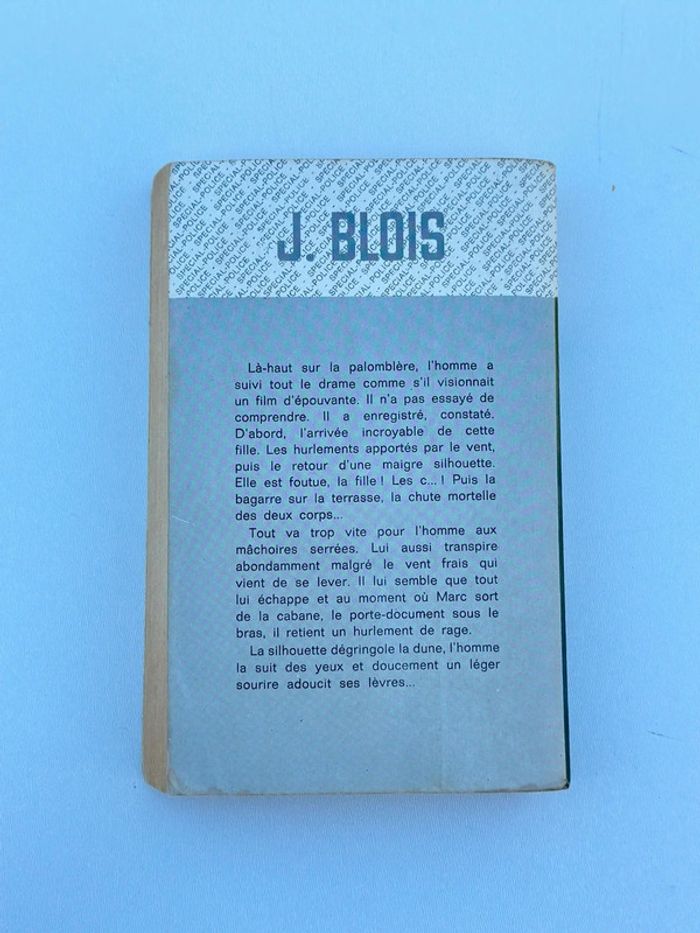 SPECIAL-POLICE
J. BLOIS
Là-haut sur la palomblère, l'homme a
suivi tout le drame comme s'il visionnait
un film d'épouvante. Il n'a pas essayé de
comprendre. Il a enregistré, constaté.
D'abord, l'arrivée incroyable de cette
fille. Les hurlements apportés par le vent,
puis le retour d'une maigre silhouette.
Elle est foutue, la fille ! Les c... ! Puis la
bagarre sur la terrasse, la chute mortelle
des deux corps...
Tout va trop vite pour l'homme aux
mâchoires serrées. Lui aussi transpire
abondamment malgré le vent frais qui
vient de se lever. Il lui semble que tout
lui échappe et au moment où Marc sort
de la cabane, le porte-document sous le
bras, il retient un hurlement de rage.
La silhouette dégringole la dune, l'homme
la suit des yeux et doucement un léger
sourire adoucit ses lèvres...